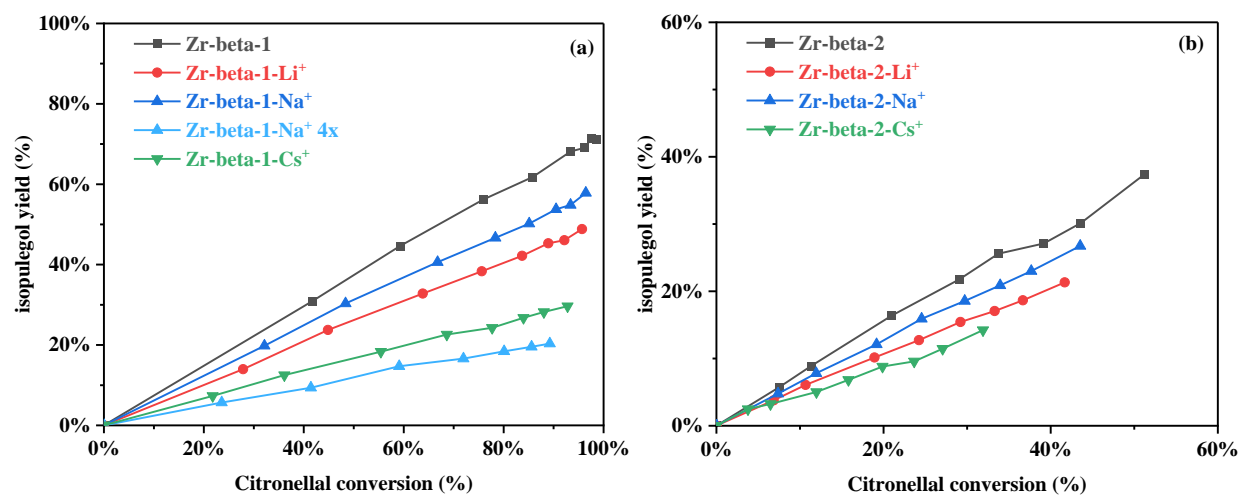 100%
80%
60%
40%
20%
0%
isopulegol yield (%)
Zr-beta-1
Zr-beta-1-Li⁺
Zr-beta-1-Na⁺
Zr-beta-1-Na⁺ 4x
Zr-beta-1-Cs⁺
(a)
0% 20% 40% 60% 80% 100%
Citronellal conversion (%)
60%
40%
20%
0%
isopulegol yield (%)
Zr-beta-2
Zr-beta-2-Li⁺
Zr-beta-2-Na⁺
Zr-beta-2-Cs⁺
(b)
0% 20% 40% 60%
Citronellal conversion (%)